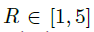 R ∈ [1, 5]